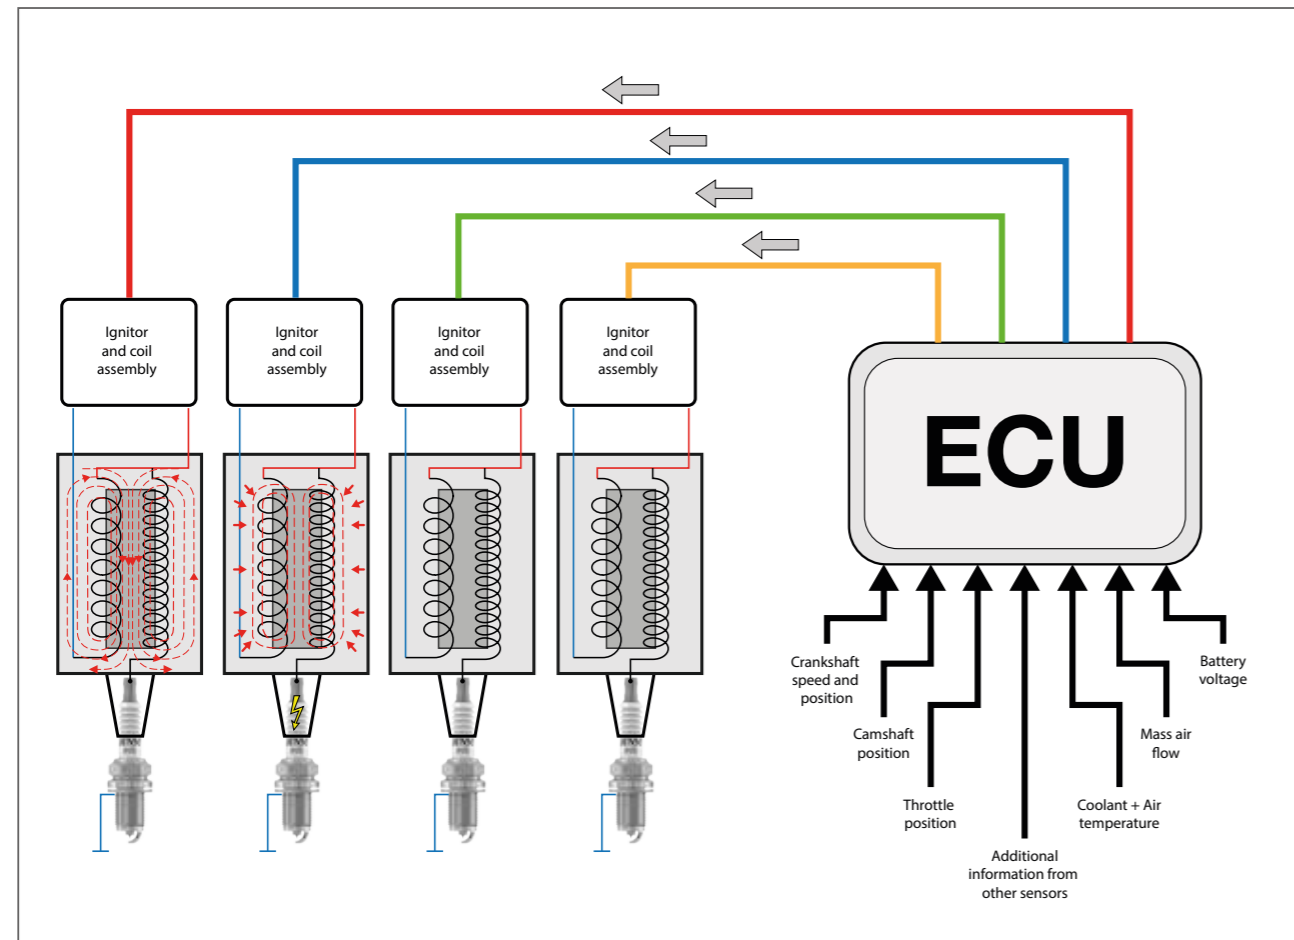 Ignitor
and coil
assembly
Ignitor
and coil
assembly
Ignitor
and coil
assembly
Ignitor
and coil
assembly
ECU
Crankshaft
speed and
position
Camshaft
position
Throttle
position
Additional
information from
other sensors
Coolant + Air
temperature
Mass air
flow
Battery
voltage